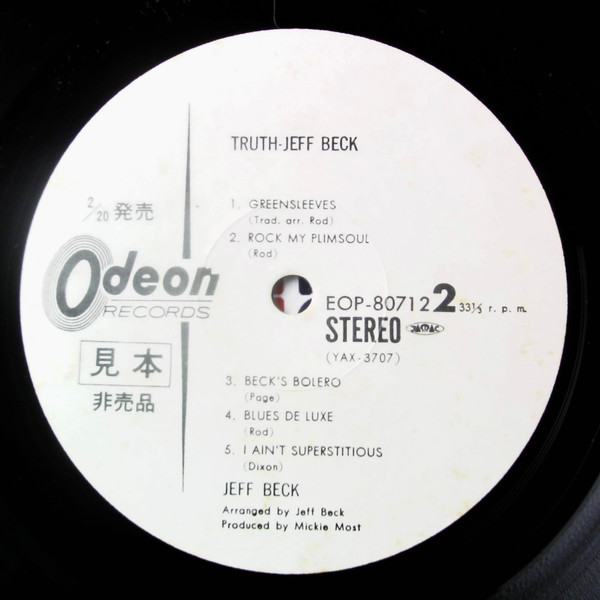 TRUTH-JEFF BECK
1. GREENSLEEVES
(Trad. arr. Rod)
2. ROCK MY PLIMSOUL
(Rod)
2/20 発売
Odeon
RECORDS
見本
非売品
EOP-80712 2 33⅓ r. p. m.
STEREO JASRAC
(YAX-3707)
3. BECK'S BOLERO
(Page)
4. BLUES DE LUXE
(Rod)
5. I AIN'T SUPERSTITIOUS
(Dixon)
JEFF BECK
Arranged by Jeff Beck
Produced by Mickie Most